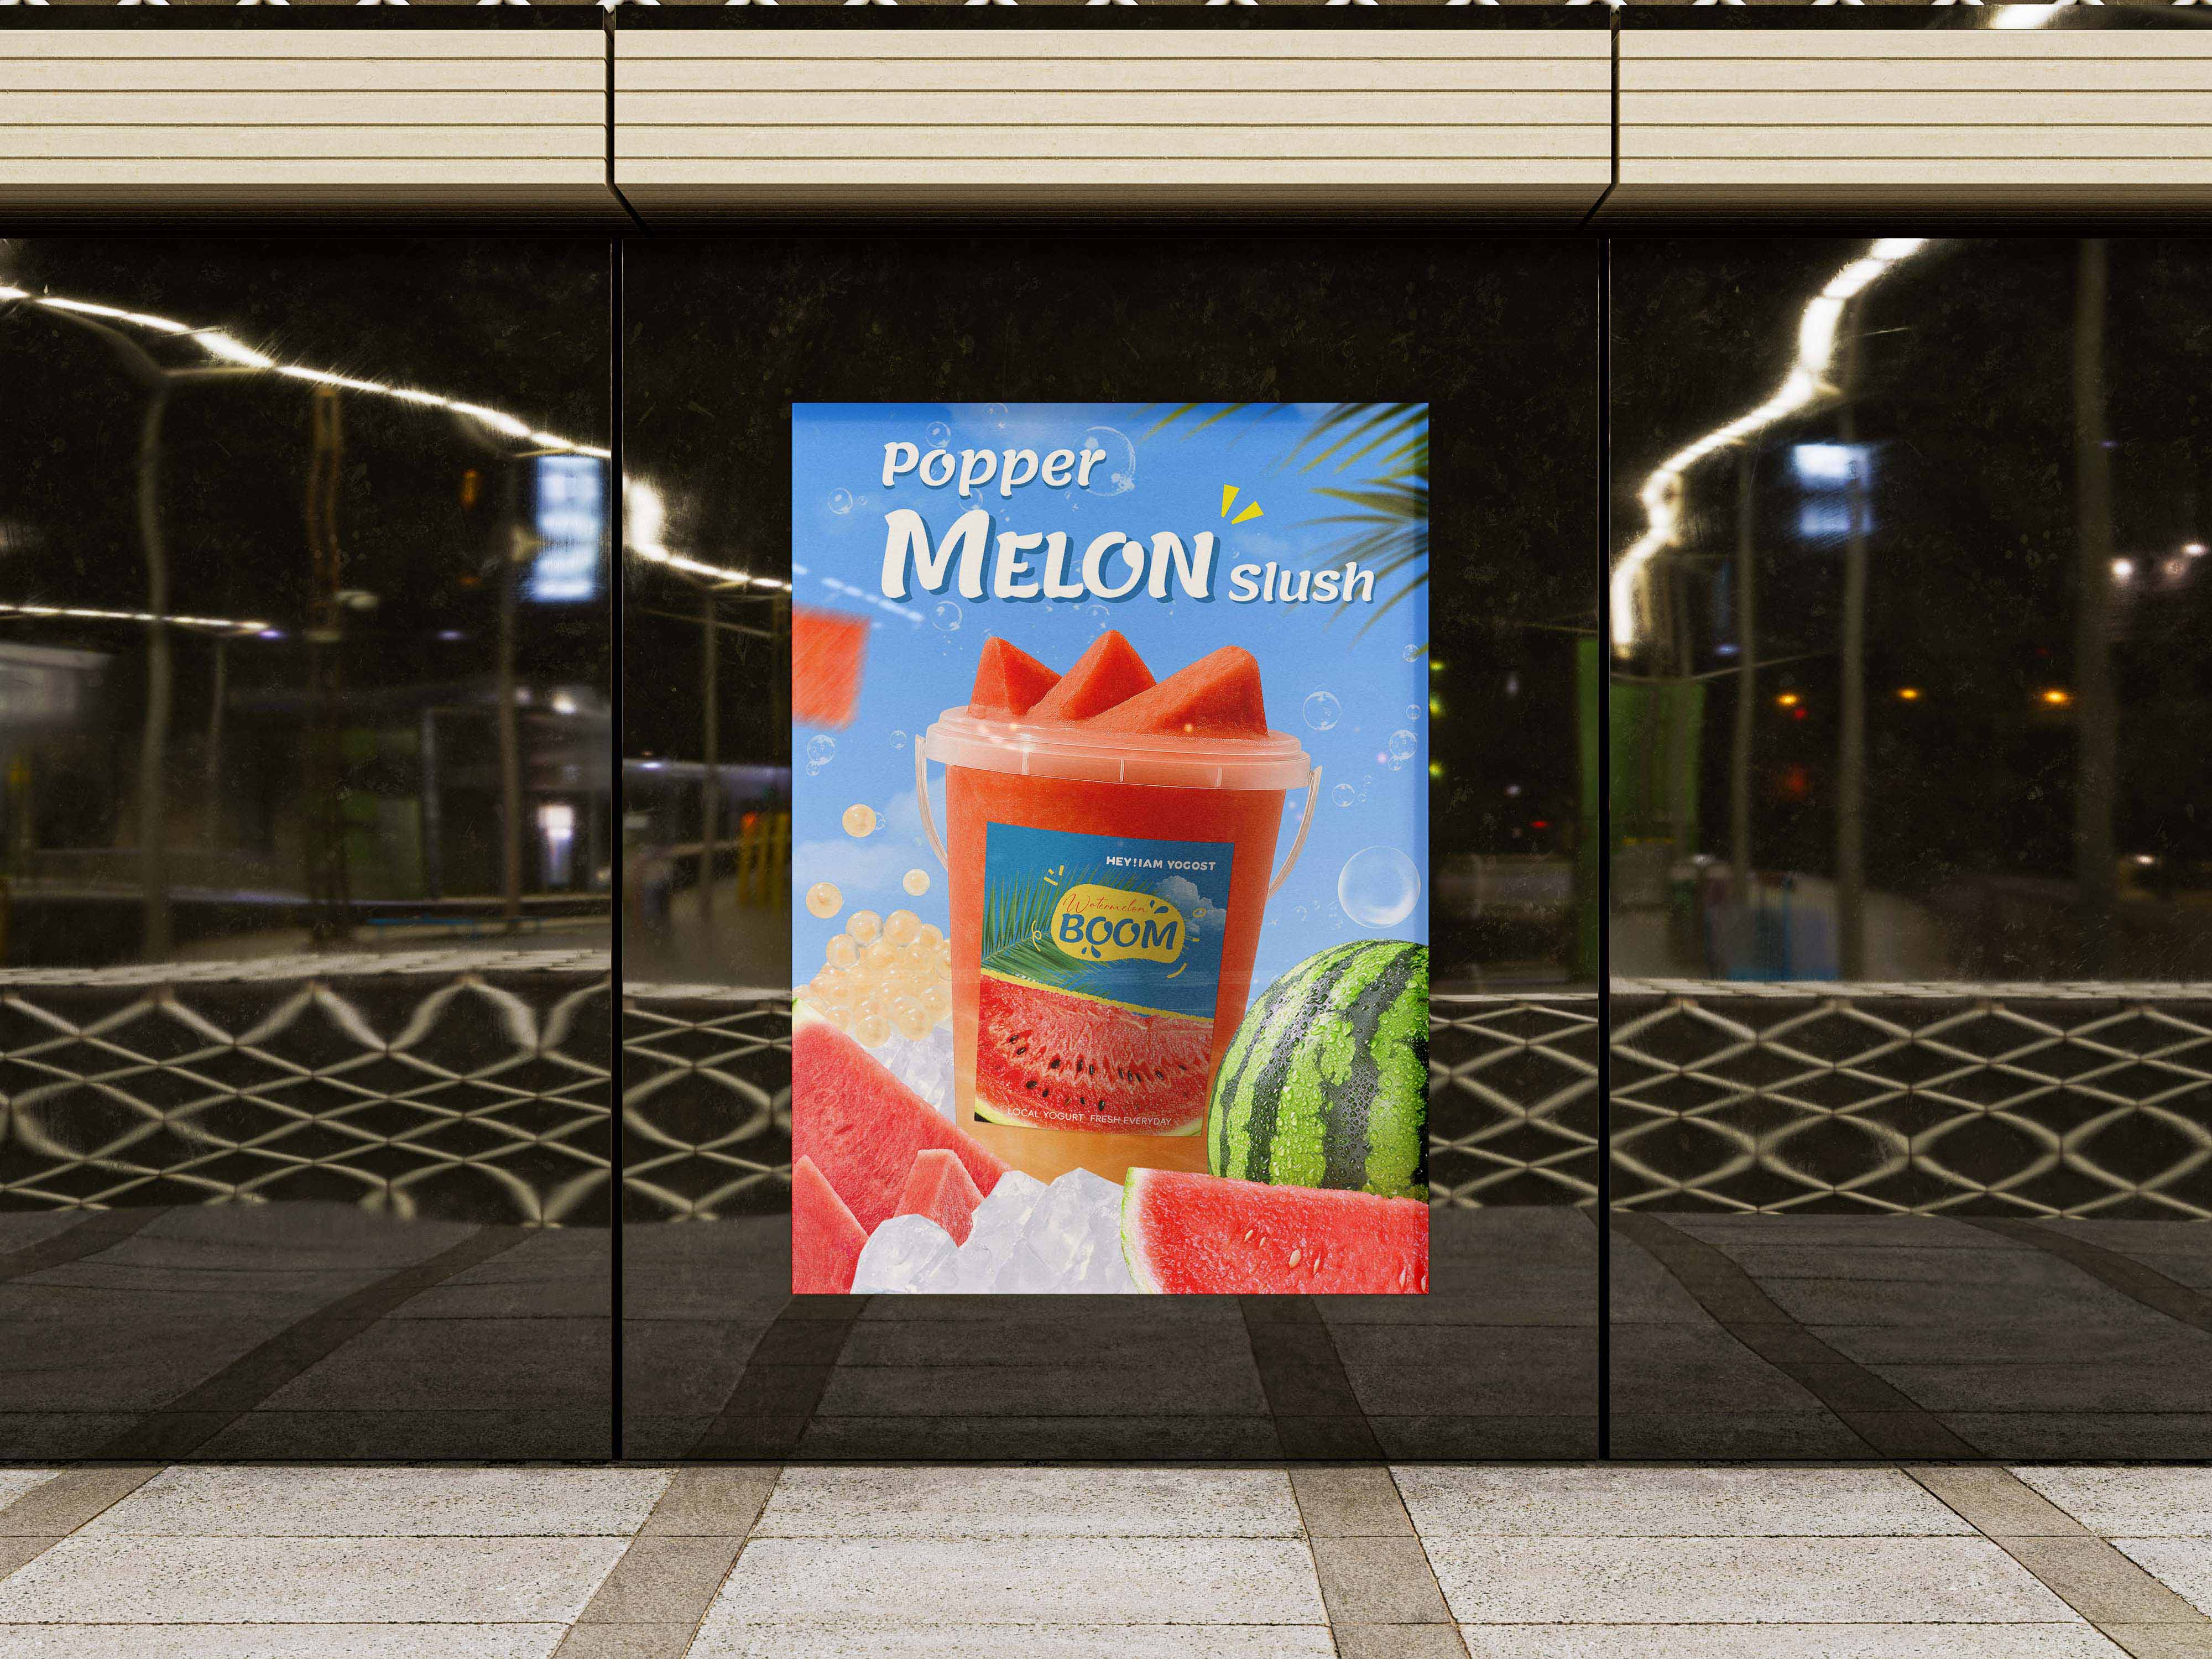 Popper
MELON Slush
HEY!IAM YOGOST
Watermelon
BOOM
LOCAL YOGURT FRESH EVERYDAY